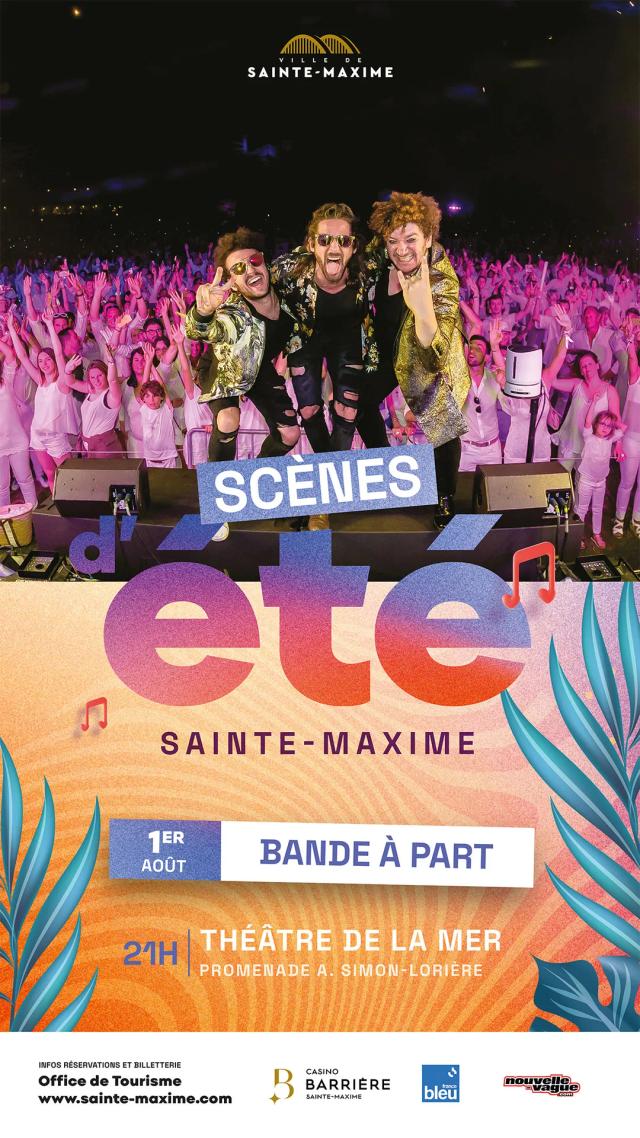 VILLE DE
SAINTE-MAXIME
SCÈNES
d'été
SAINTE-MAXIME
1ER
AOÛT
BANDE À PART
21H
THÉÂTRE DE LA MER
PROMENADE A. SIMON-LORIÈRE
INFOS RÉSERVATIONS ET BILLETTERIE
Office de Tourisme
www.sainte-maxime.com
B
CASINO
BARRIÈRE
SAINTE-MAXIME
france
bleu
nouvelle
vague
.com